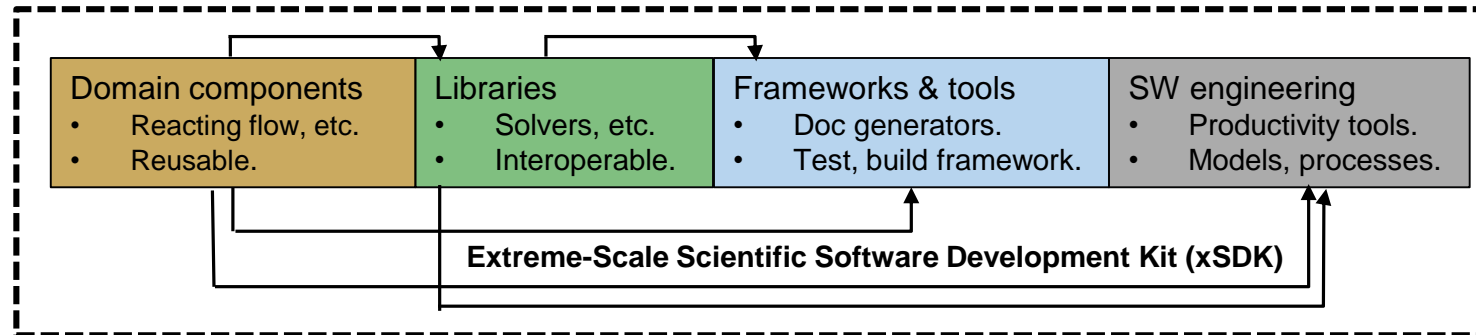 Domain components
• Reacting flow, etc.
• Reusable.
Libraries
• Solvers, etc.
• Interoperable.
Frameworks & tools
• Doc generators.
• Test, build framework.
SW engineering
• Productivity tools.
• Models, processes.
Extreme-Scale Scientific Software Development Kit (xSDK)